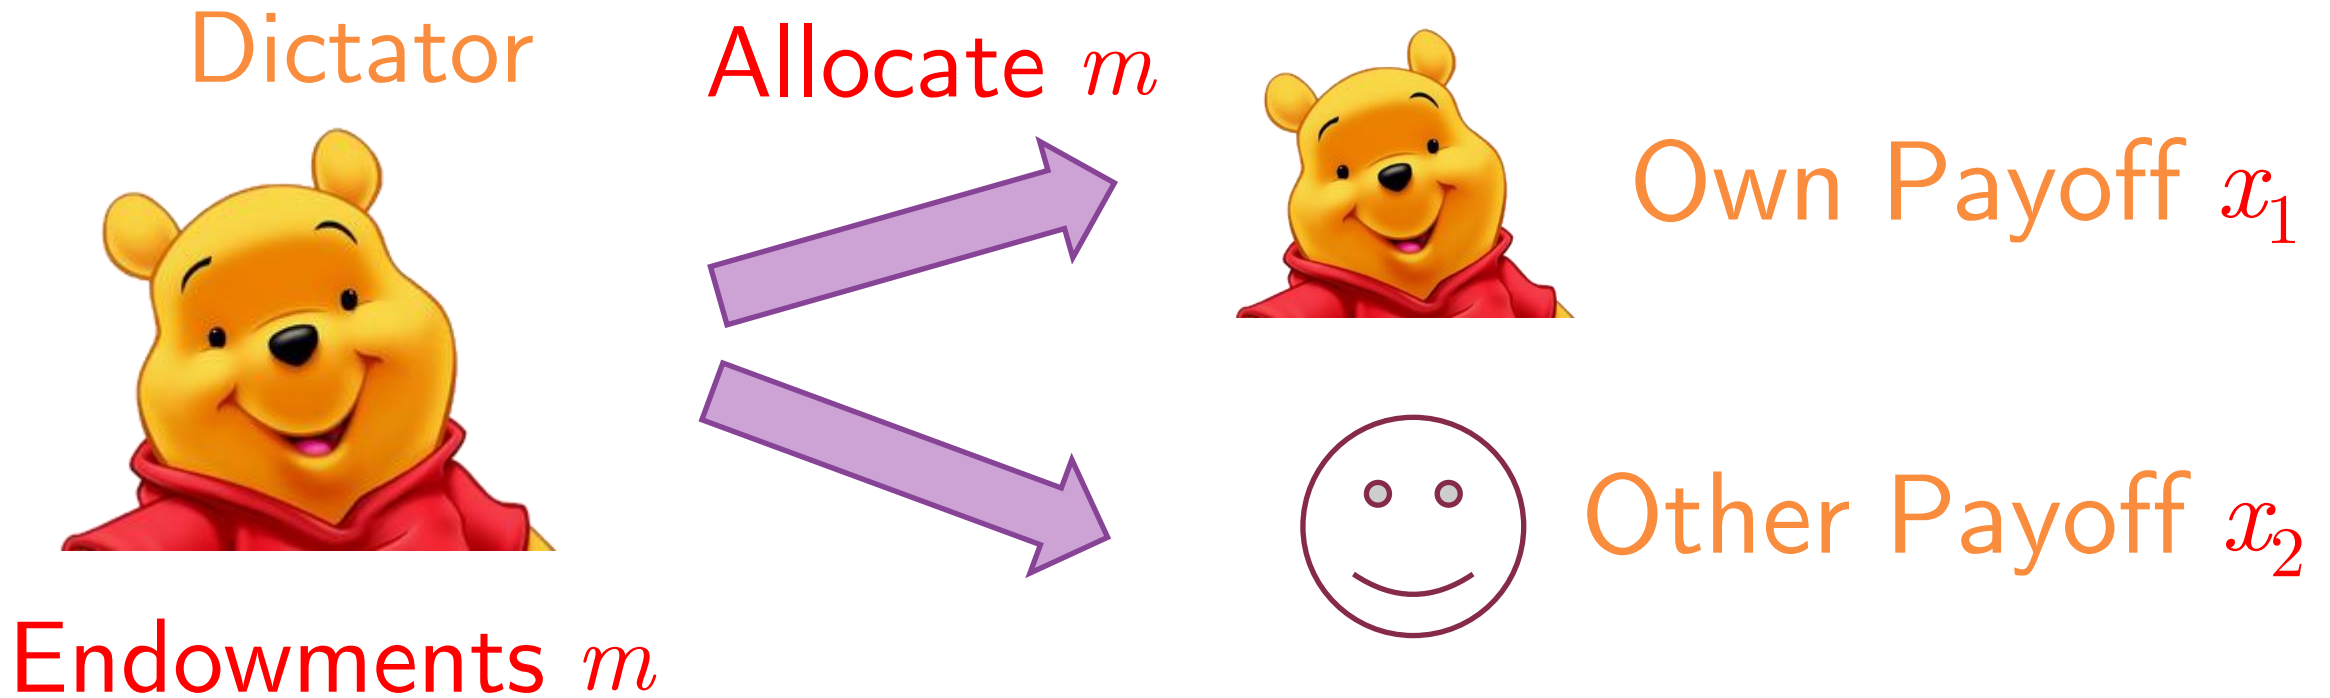 Dictator
Allocate m
Own Payoff x₁
Other Payoff x₂
Endowments m